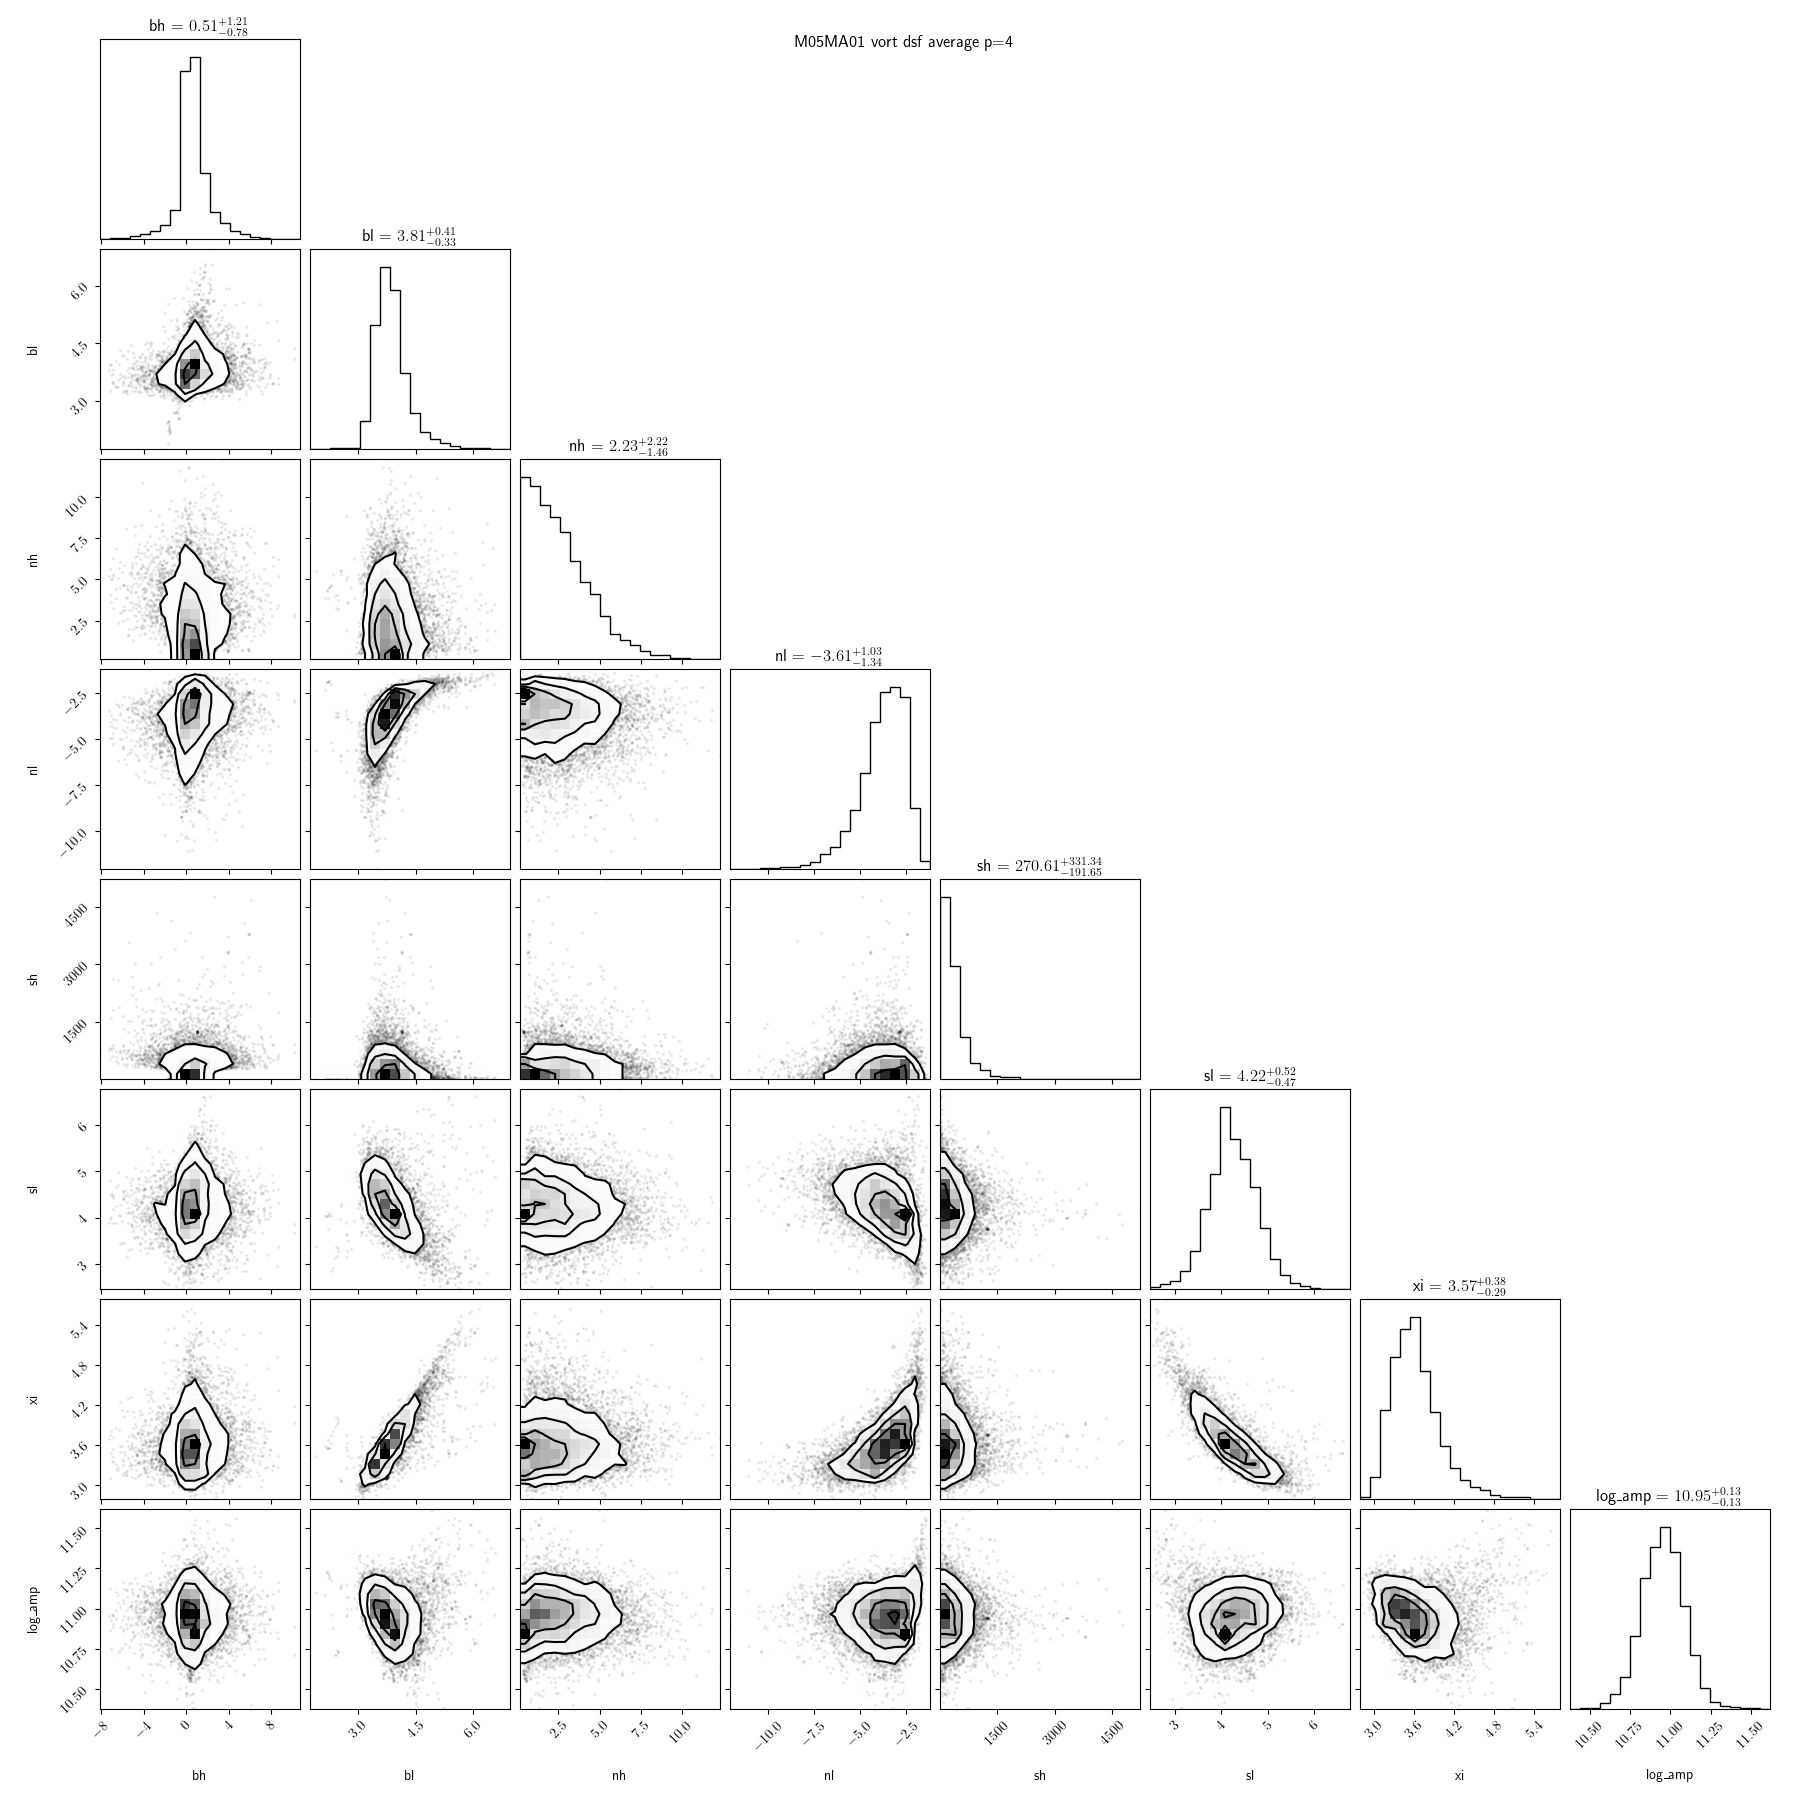 M05MA01 vort dsf average p=4
bh = 0.51+1.21−0.78
bl = 3.81+0.41−0.33
nh = 2.23+2.22−1.46
nl = −3.61+1.03−1.34
sh = 270.61+331.34−191.65
sl = 4.22+0.52−0.47
xi = 3.57+0.38−0.29
log_amp = 10.95+0.13−0.13
bl
6.0
4.5
3.0
nh
10.0
7.5
5.0
2.5
nl
−2.5
−5.0
−7.5
−10.0
sh
4500
3000
1500
sl
6
5
4
3
xi
5.4
4.8
4.2
3.6
3.0
log_amp
11.50
11.25
11.00
10.75
10.50
−8 −4 0 4 8
3.0 4.5 6.0
2.5 5.0 7.5 10.0
−10.0 −7.5 −5.0 −2.5
1500 3000 4500
3 4 5 6
3.0 3.6 4.2 4.8 5.4
10.50 10.75 11.00 11.25 11.50
bh bl nh nl sh sl xi log_amp